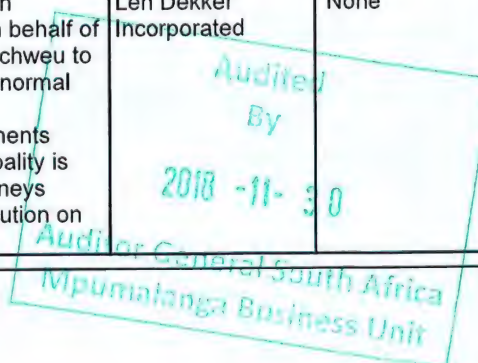 n Len Dekker None
behalf of Incorporated
chweu to
normal
nents
pality is
neys
ution on
Audited
By
2018 -11- 30
Auditor General South Africa
Mpumalanga Business Unit